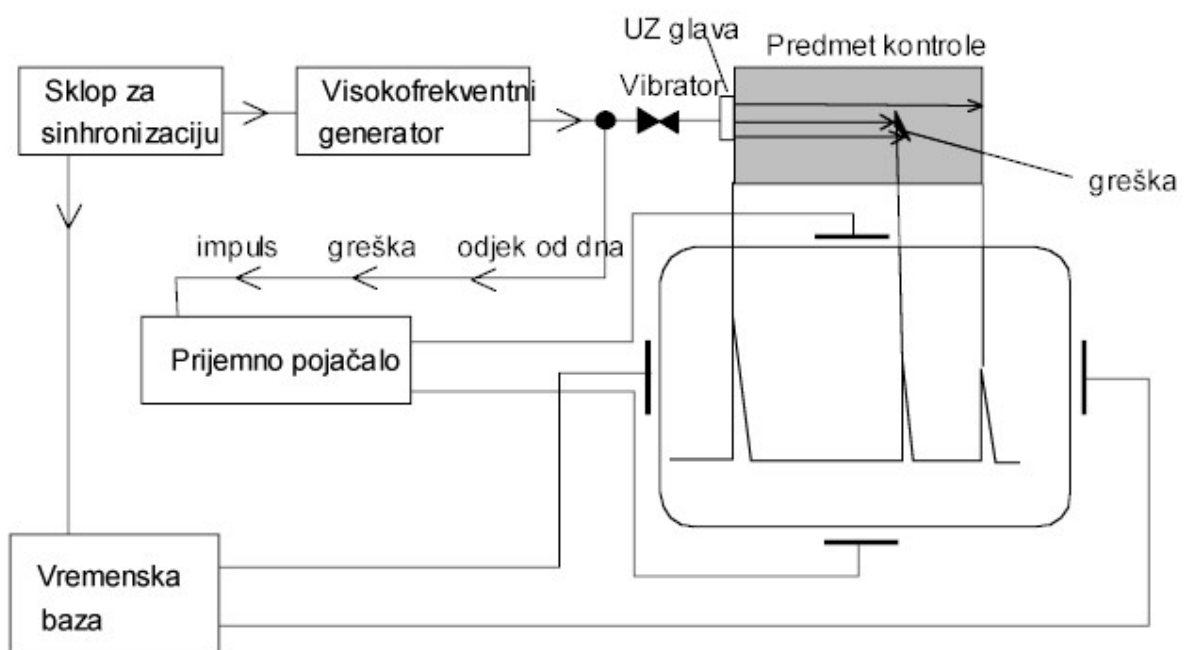 UZ glava
Predmet kontrole
Sklop za
sinhronizaciju
Visokofrekventni
generator
Vibrator
greška
impuls
greška
odjek od dna
Prijemno pojačalo
Vremenska
baza